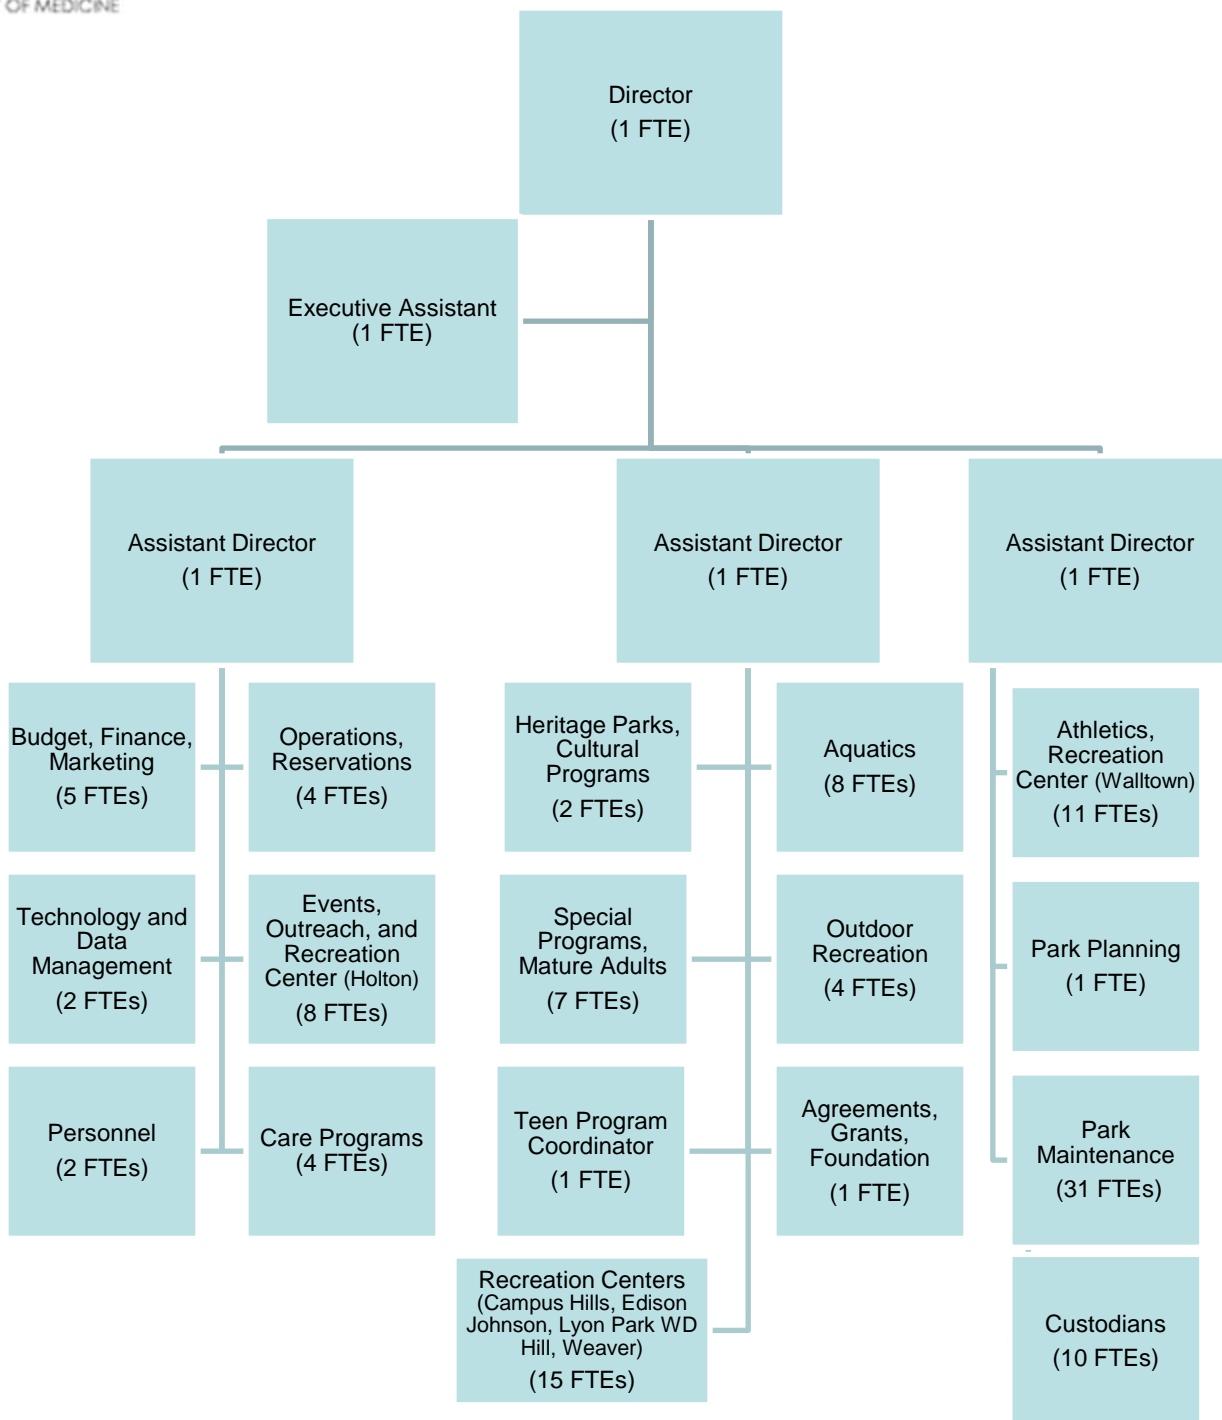 OF MEDICINE
Director
(1 FTE)
Executive Assistant
(1 FTE)
Assistant Director
(1 FTE)
Assistant Director
(1 FTE)
Assistant Director
(1 FTE)
Budget, Finance,
Marketing
(5 FTEs)
Operations,
Reservations
(4 FTEs)
Heritage Parks,
Cultural
Programs
(2 FTEs)
Aquatics
(8 FTEs)
Athletics,
Recreation
Center (Walltown)
(11 FTEs)
Technology and
Data
Management
(2 FTEs)
Events,
Outreach, and
Recreation
Center (Holton)
(8 FTEs)
Special
Programs,
Mature Adults
(7 FTEs)
Outdoor
Recreation
(4 FTEs)
Park Planning
(1 FTE)
Personnel
(2 FTEs)
Care Programs
(4 FTEs)
Teen Program
Coordinator
(1 FTE)
Agreements,
Grants,
Foundation
(1 FTE)
Park
Maintenance
(31 FTEs)
Recreation Centers
(Campus Hills, Edison
Johnson, Lyon Park WD
Hill, Weaver)
(15 FTEs)
Custodians
(10 FTEs)